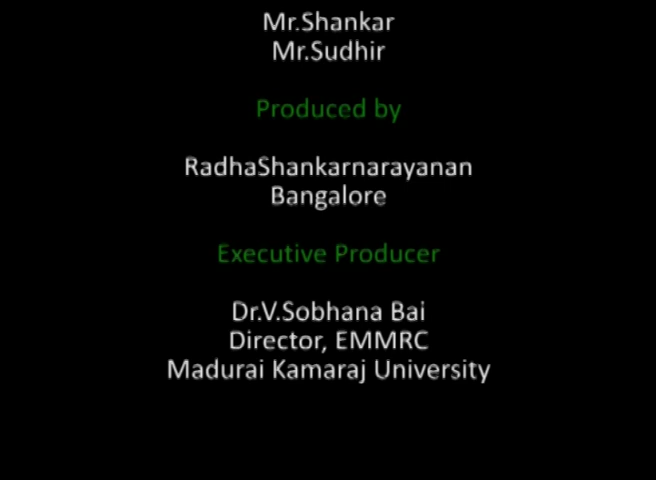 Mr.Shankar
Mr.Sudhir
Produced by
RadhaShankarnarayanan
Bangalore
Executive Producer
Dr.V.Sobhana Bai
Director, EMMRC
Madurai Kamaraj University